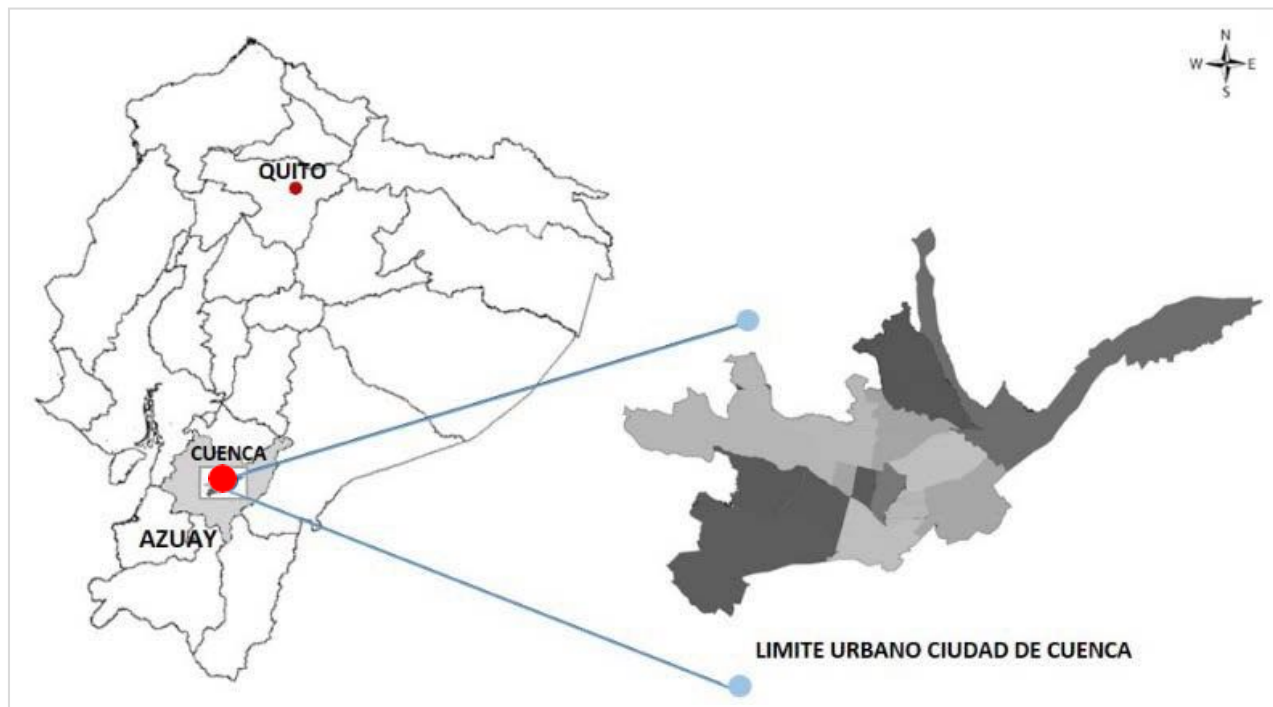 N
W E
S
QUITO
CUENCA
AZUAY
LIMITE URBANO CIUDAD DE CUENCA